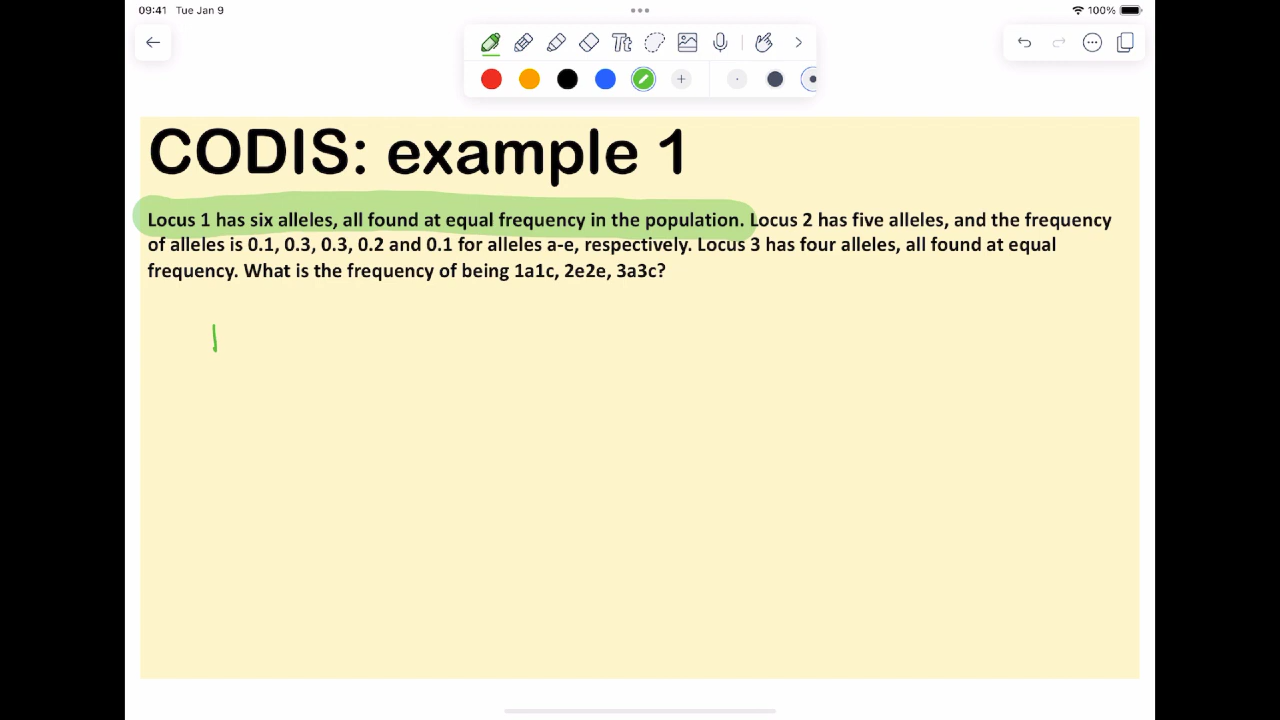 09:41 Tue Jan 9 100%
Tt
CODIS: example 1
Locus 1 has six alleles, all found at equal frequency in the population. Locus 2 has five alleles, and the frequency
of alleles is 0.1, 0.3, 0.3, 0.2 and 0.1 for alleles a-e, respectively. Locus 3 has four alleles, all found at equal
frequency. What is the frequency of being 1a1c, 2e2e, 3a3c?